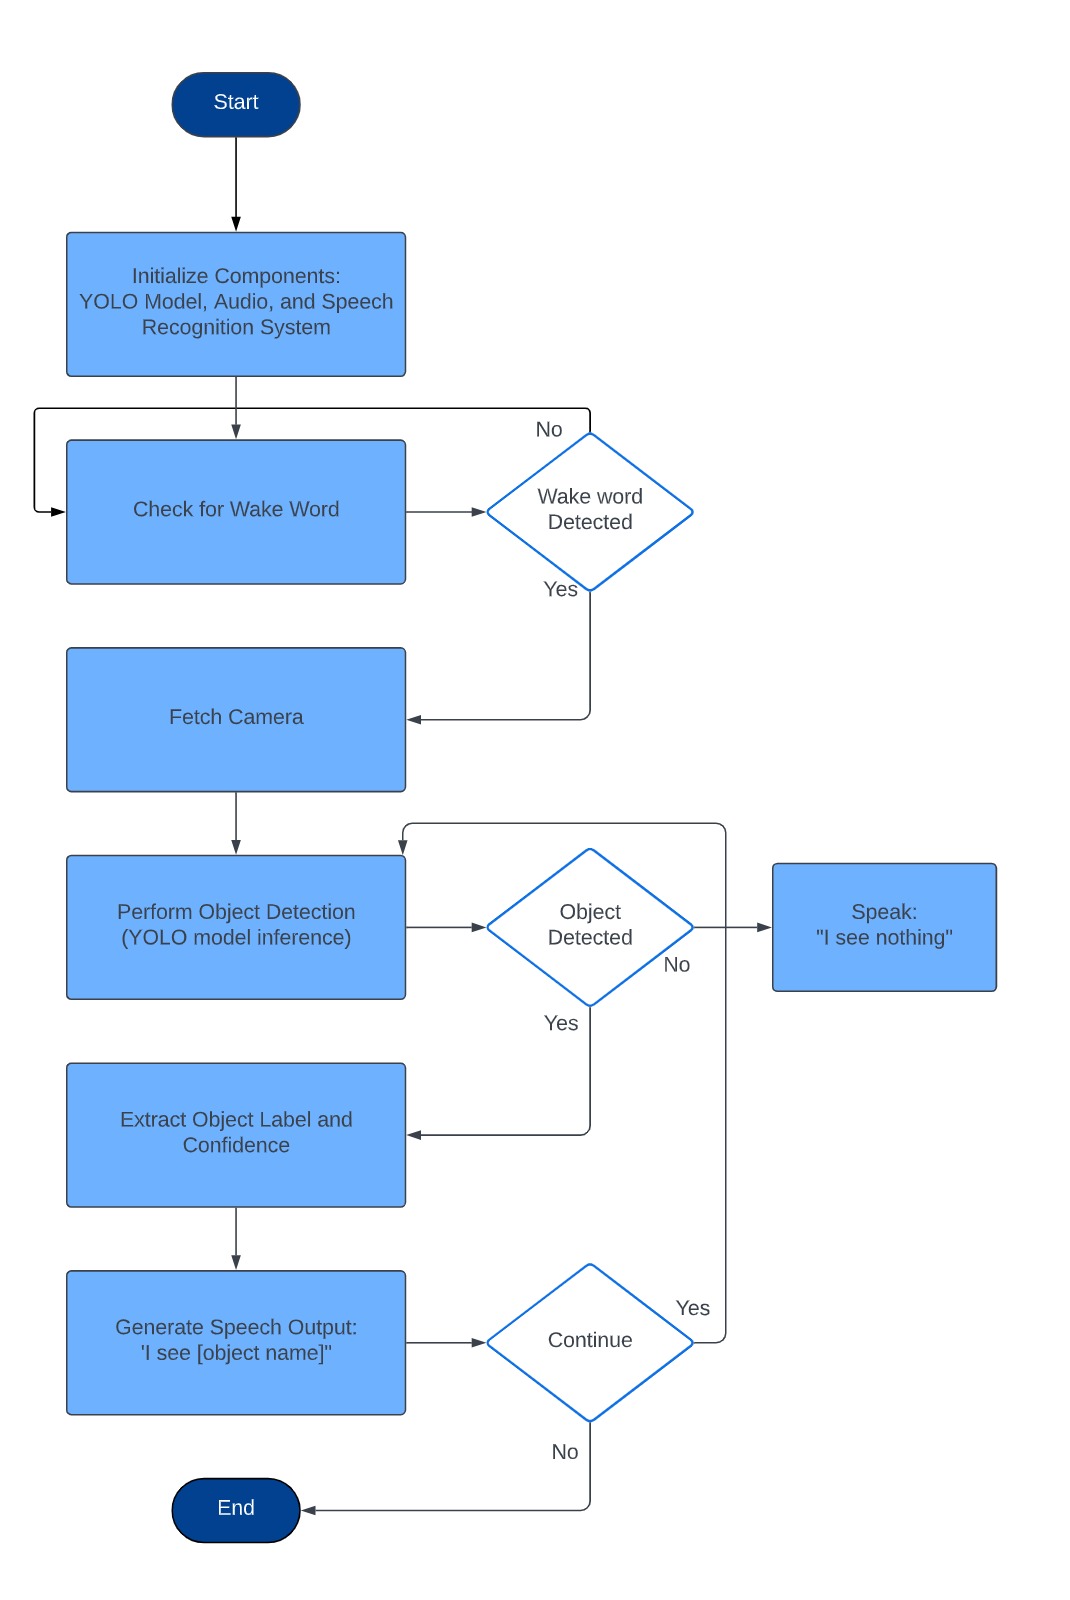 Start
Initialize Components:
YOLO Model, Audio, and Speech
Recognition System
No
Check for Wake Word
Wake word
Detected
Yes
Fetch Camera
Perform Object Detection
(YOLO model inference)
Object
Detected
No
Speak:
"I see nothing"
Yes
Extract Object Label and
Confidence
Generate Speech Output:
'I see [object name]"
Continue
Yes
No
End